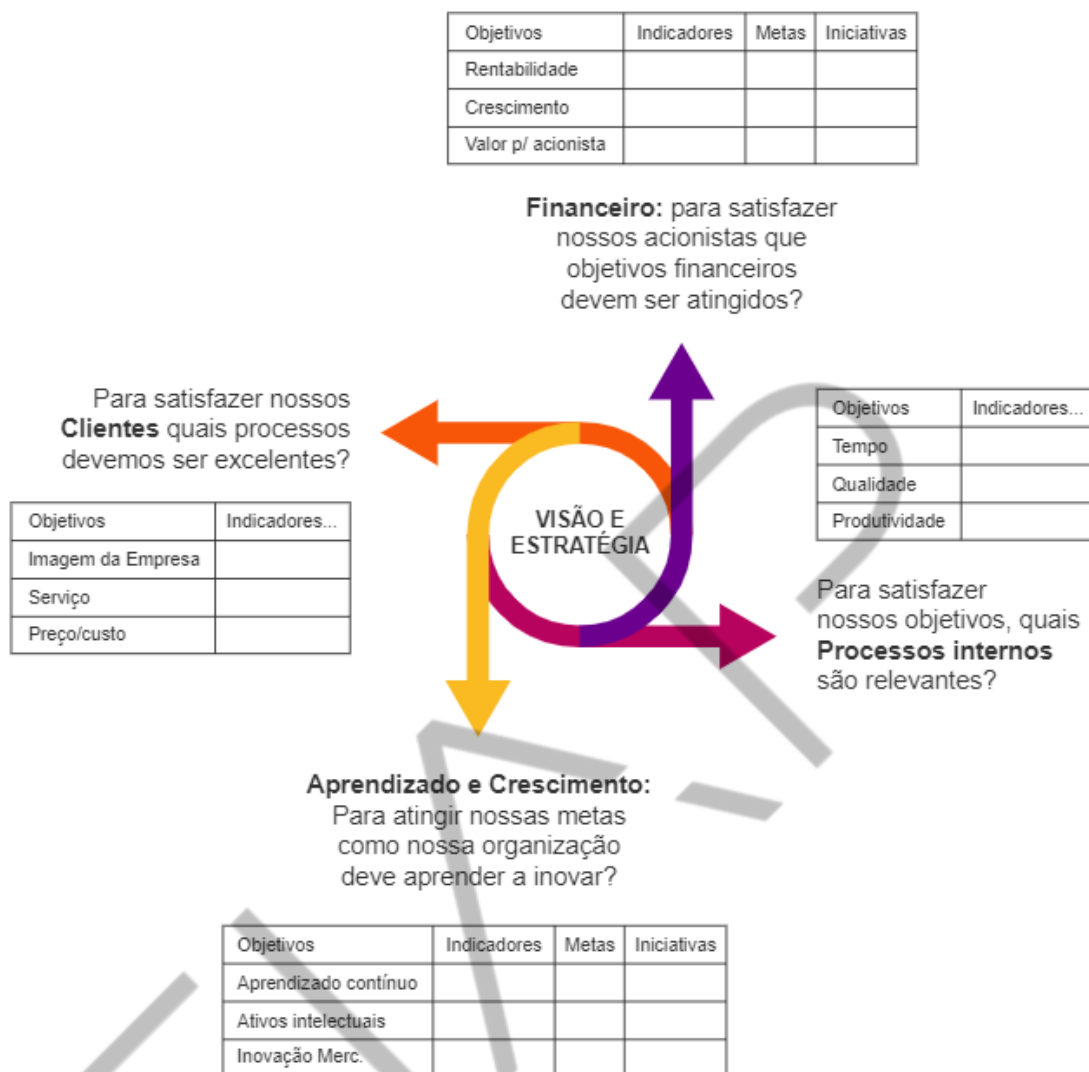 Objetivos Indicadores Metas Iniciativas
Rentabilidade
Crescimento
Valor p/ acionista
Financeiro: para satisfazer
nossos acionistas que
objetivos financeiros
devem ser atingidos?
Para satisfazer nossos
Clientes quais processos
devemos ser excelentes?
Objetivos Indicadores...
Imagem da Empresa
Serviço
Preço/custo
VISÃO E
ESTRATÉGIA
Objetivos Indicadores...
Tempo
Qualidade
Produtividade
Para satisfazer
nossos objetivos, quais
Processos internos
são relevantes?
Aprendizado e Crescimento:
Para atingir nossas metas
como nossa organização
deve aprender a inovar?
Objetivos Indicadores Metas Iniciativas
Aprendizado contínuo
Ativos intelectuais
Inovação Merc.